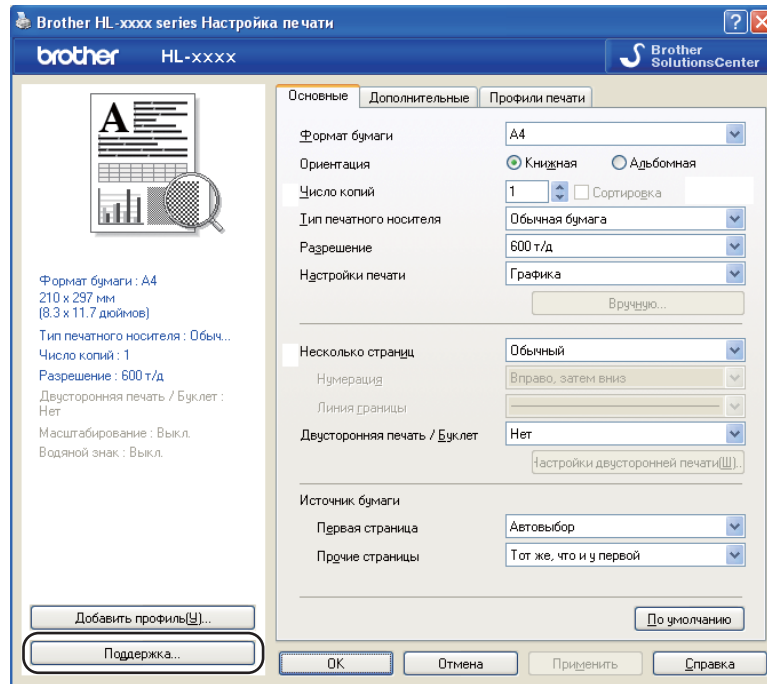 Brother HL-xxxx series Настройка печати
brother HL-xxxx
Brother
SolutionsCenter
A
Формат бумаги : A4
210 x 297 мм
(8.3 x 11.7 дюймов)
Тип печатного носителя : Обыч...
Число копий : 1
Разрешение : 600 т/д
Двусторонняя печать / Буклет :
Нет
Масштабирование : Выкл.
Водяной знак : Выкл.
Добавить профиль(Ц)...
Поддержка...
Основные Дополнительные Профили печати
Формат бумаги A4
Ориентация Книжная Альбомная
Число копий 1 Сортировка
Тип печатного носителя Обычная бумага
Разрешение 600 т/д
Настройки печати Графика
Вручную...
Несколько страниц Обычный
Нумерация Вправо, затем вниз
Линия границы
Двусторонняя печать / Буклет Нет
Настройки двусторонней печати(Ш)...
Источник бумаги
Первая страница Автовыбор
Прочие страницы Тот же, что и у первой
По умолчанию
OK Отмена Применить Справка